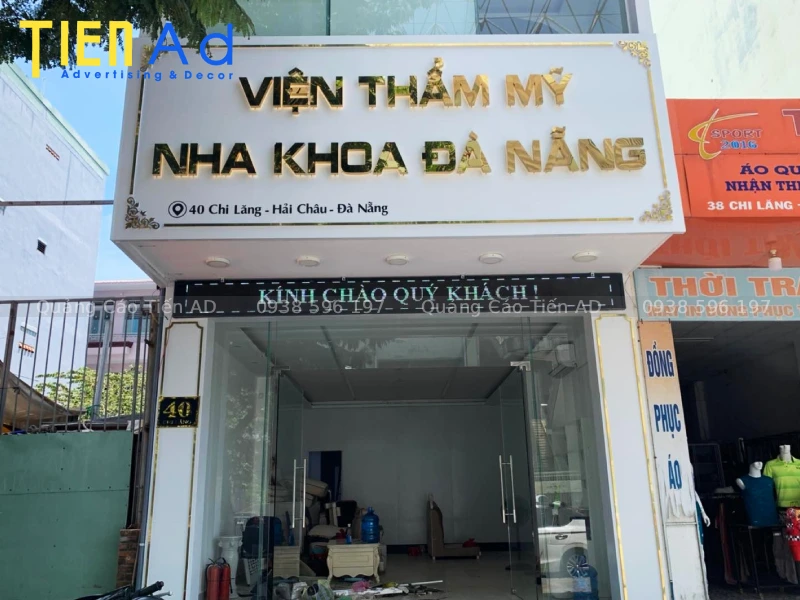 TIEN Ad
Advertising & Decor
VIỆN THẨM MỸ
NHA KHOA ĐÀ NẴNG
40 Chi Lăng - Hải Châu - Đà Nẵng
KÍNH CHÀO QUÝ KHÁCH!
Quảng Cáo Tiến AD 0938 596 197 Quảng Cáo Tiến AD 0938 596 197
40
SPORT
2016
ÁO QU
NHẬN THI
38 CHI LĂNG -
THỜI TRA
ĐỒNG
PHỤC
ÁO